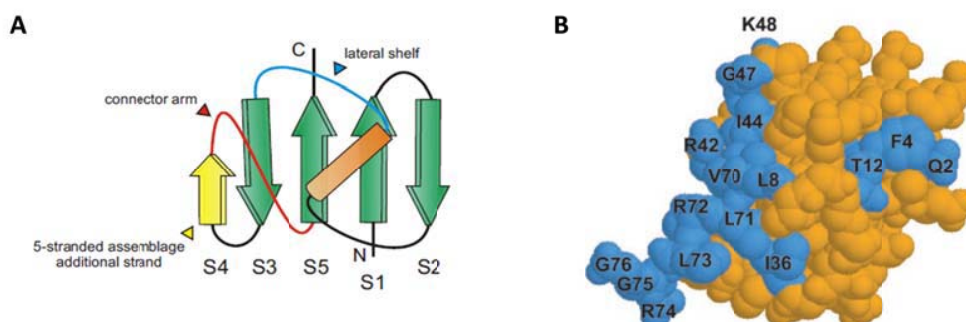 A
B
C
lateral shelf
connector arm
5-stranded assemblage
additional strand
N
S4
S3
S5
S1
S2
K48
G47
I44
R42
F4
T12
Q2
V70
L8
R72
L71
G76
L73
I36
G75
R74